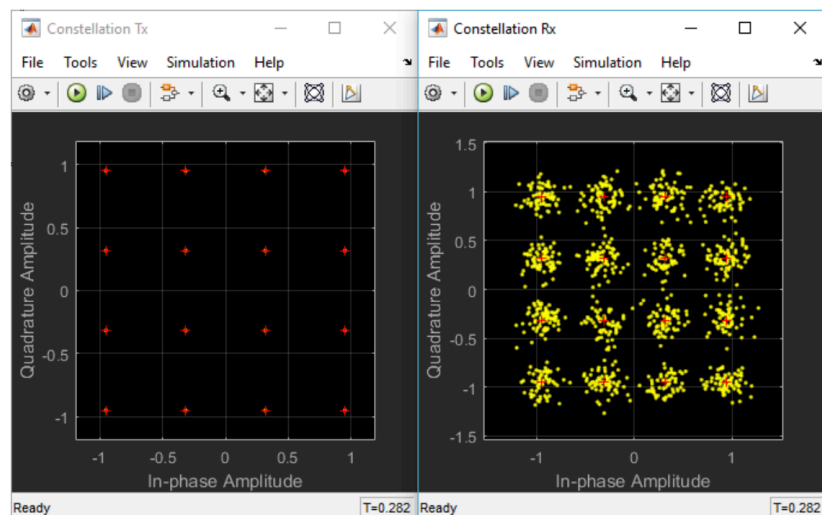 Constellation Tx
File Tools View Simulation Help
1
0.5
0
-0.5
-1
Quadrature Amplitude
-1 -0.5 0 0.5 1
In-phase Amplitude
Ready T=0.282
Constellation Rx
File Tools View Simulation Help
1.5
1
0.5
0
-0.5
-1
-1.5
Quadrature Amplitude
-1 0 1
In-phase Amplitude
Ready T=0.282